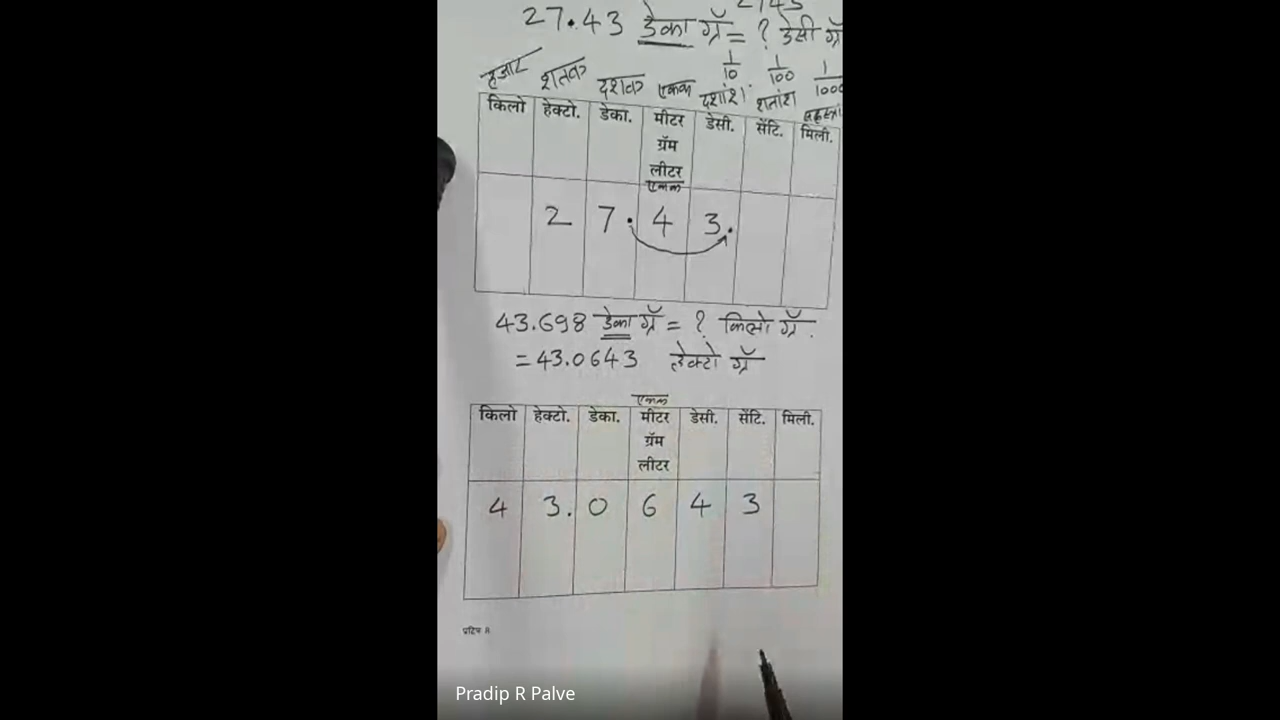 2743
27.43 डेका ग्रॅ = ? डेसी ग्रॅ
1/10 1/100 1/1000
हजार शतक दशक एकक दशांश शतांश
किलो हेक्टो. डेका. मीटर डेसी. सेंटि. मिली.
ग्रॅम
लीटर
एकक
2 7 . 4 3 .
43.698 डेका ग्रॅ = ? किलो ग्रॅ.
= 43.0643 हेक्टो ग्रॅ
एकक
किलो हेक्टो. डेका. मीटर डेसी. सेंटि. मिली.
ग्रॅम
लीटर
4 3 . 0 6 4 3
Pradip R Palve